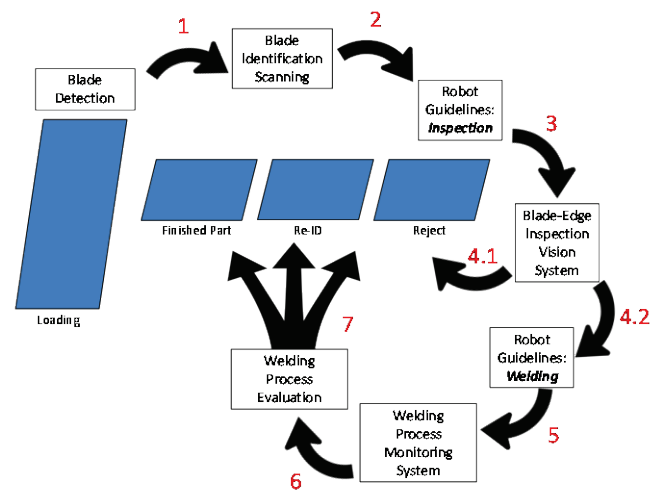 1
2
Blade
Identification
Scanning
Blade
Detection
Robot
Guidelines:
Inspection
3
Finished Part
Re-ID
Reject
Blade-Edge
Inspection
Vision
System
4.1
4.2
Loading
7
Robot
Guidelines:
Welding
Welding
Process
Evaluation
5
Welding
Process
Monitoring
System
6